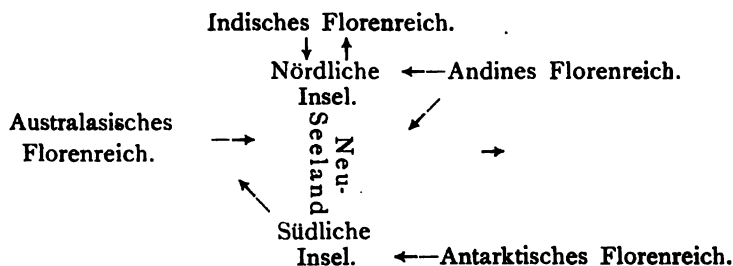 Indisches Florenreich.
Nördliche
Insel.
Andines Florenreich.
Australasisches
Florenreich.
Neu-
Seeland
Südliche
Insel.
Antarktisches Florenreich.